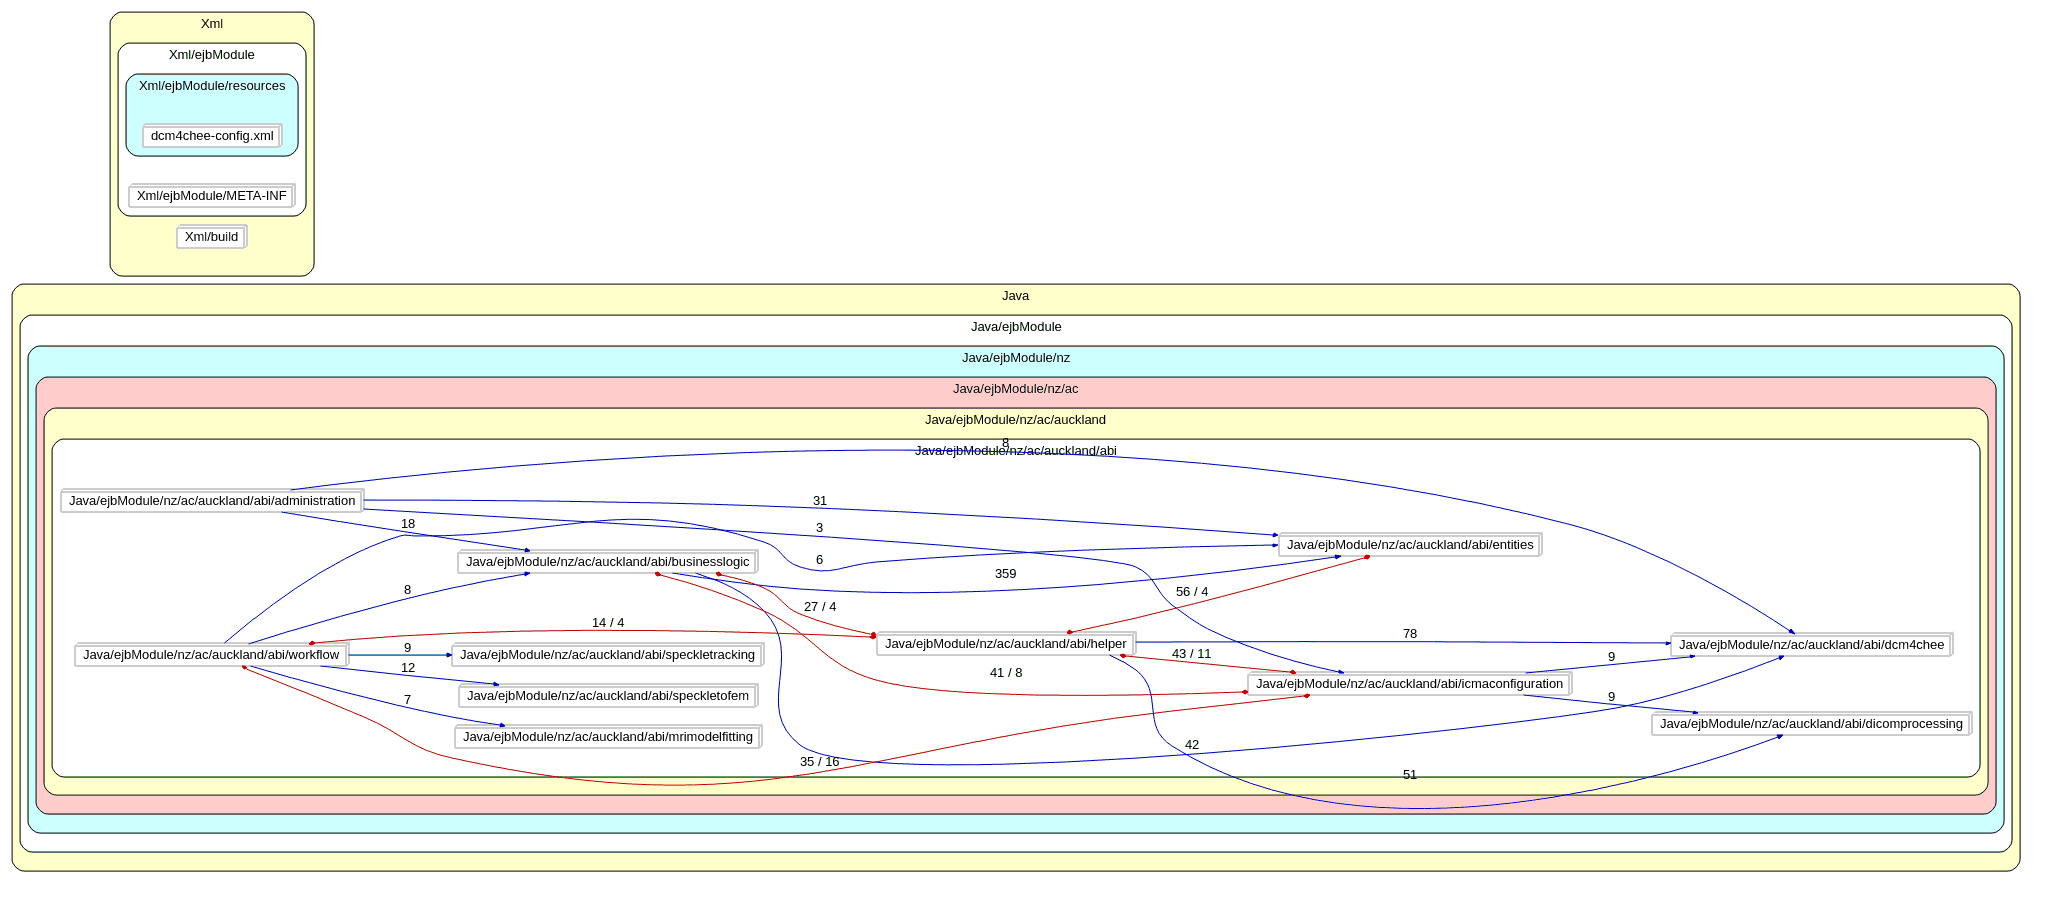 Xml
Xml/ejbModule
Xml/ejbModule/resources
dcm4chee-config.xml
Xml/ejbModule/META-INF
Xml/build
Java
Java/ejbModule
Java/ejbModule/nz
Java/ejbModule/nz/ac
Java/ejbModule/nz/ac/auckland
8
Java/ejbModule/nz/ac/auckland/abi
Java/ejbModule/nz/ac/auckland/abi/administration
31
18
3
Java/ejbModule/nz/ac/auckland/abi/entities
Java/ejbModule/nz/ac/auckland/abi/businesslogic
6
359
8
56 / 4
27 / 4
14 / 4
78
Java/ejbModule/nz/ac/auckland/abi/helper
Java/ejbModule/nz/ac/auckland/abi/dcm4chee
Java/ejbModule/nz/ac/auckland/abi/workflow
9
Java/ejbModule/nz/ac/auckland/abi/speckletracking
43 / 11
9
12
41 / 8
Java/ejbModule/nz/ac/auckland/abi/icmaconfiguration
Java/ejbModule/nz/ac/auckland/abi/speckletofem
7
9
Java/ejbModule/nz/ac/auckland/abi/dicomprocessing
Java/ejbModule/nz/ac/auckland/abi/mrimodelfitting
42
35 / 16
51